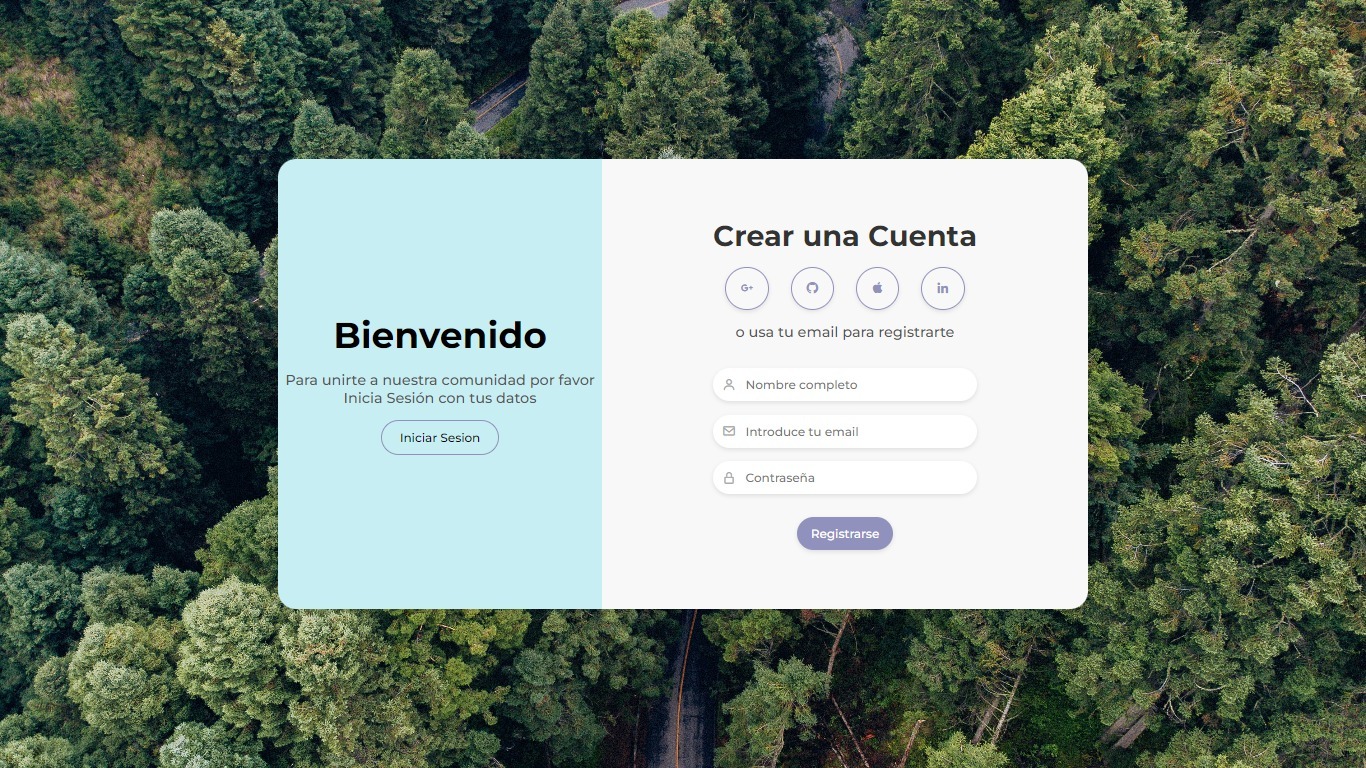 Bienvenido
Para unirte a nuestra comunidad por favor
Inicia Sesión con tus datos
Iniciar Sesion
Crear una Cuenta
G+
in
o usa tu email para registrarte
Nombre completo
Introduce tu email
Contraseña
Registrarse